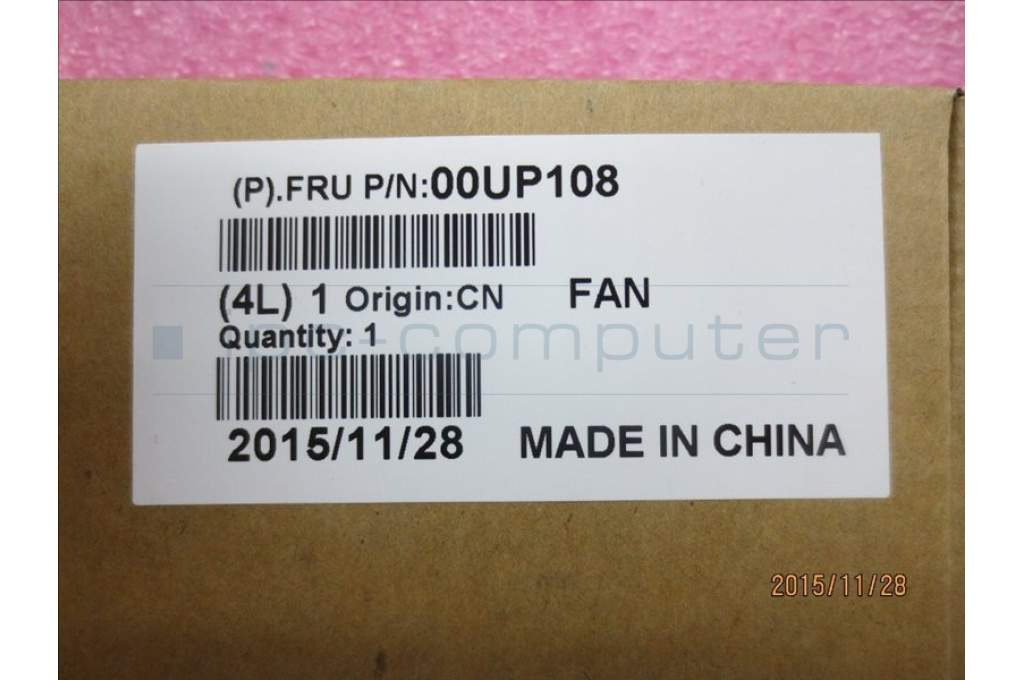 (P).FRU P/N:00UP108
(4L) 1 Origin:CN FAN
Quantity: 1
ipc-computer
2015/11/28 MADE IN CHINA
2015/11/28